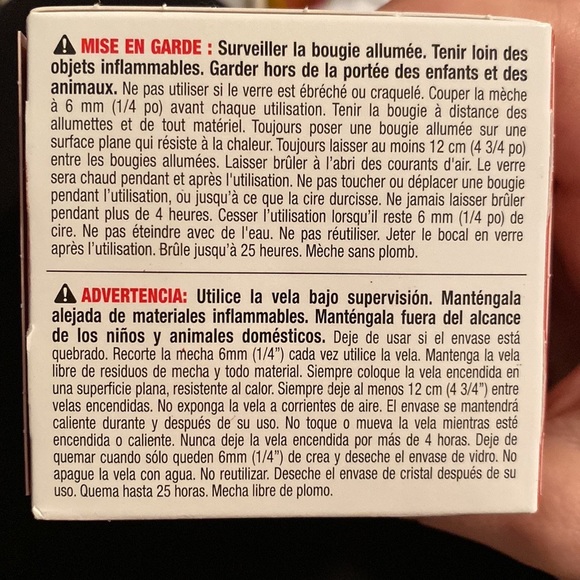 ⚠ MISE EN GARDE : Surveiller la bougie allumée. Tenir loin des
objets inflammables. Garder hors de la portée des enfants et des
animaux. Ne pas utiliser si le verre est ébréché ou craquelé. Couper la mèche
à 6 mm (1/4 po) avant chaque utilisation. Tenir la bougie à distance des
allumettes et de tout matériel. Toujours poser une bougie allumée sur une
surface plane qui résiste à la chaleur. Toujours laisser au moins 12 cm (4 3/4 po)
entre les bougies allumées. Laisser brûler à l'abri des courants d'air. Le verre
sera chaud pendant et après l'utilisation. Ne pas toucher ou déplacer une bougie
pendant l'utilisation, où jusqu'à ce que la cire durcisse. Ne jamais laisser brûler
pendant plus de 4 heures. Cesser l'utilisation lorsqu'il reste 6 mm (1/4 po) de
cire. Ne pas éteindre avec de l'eau. Ne pas réutiliser. Jeter le bocal en verre
après l'utilisation. Brûle jusqu'à 25 heures. Mèche sans plomb.
⚠ ADVERTENCIA: Utilice la vela bajo supervisión. Manténgala
alejada de materiales inflammables. Manténgala fuera del alcance
de los niños y animales domésticos. Deje de usar si el envase está
quebrado. Recorte la mecha 6mm (1/4") cada vez utilice la vela. Mantenga la vela
libre de residuos de mecha y todo material. Siempre coloque la vela encendida en
una superficie plana, resistente al calor. Siempre deje al menos 12 cm (4 3/4") entre
velas encendidas. No exponga la vela a corrientes de aire. El envase se mantendrá
caliente durante y después de su uso. No toque o mueva la vela mientras esté
encendida o caliente. Nunca deje la vela encendida por más de 4 horas. Deje de
quemar cuando sólo queden 6mm (1/4") de crea y deseche el envase de vidro. No
apague la vela con agua. No reutilizar. Deseche el envase de cristal después de su
uso. Quema hasta 25 horas. Mecha libre de plomo.